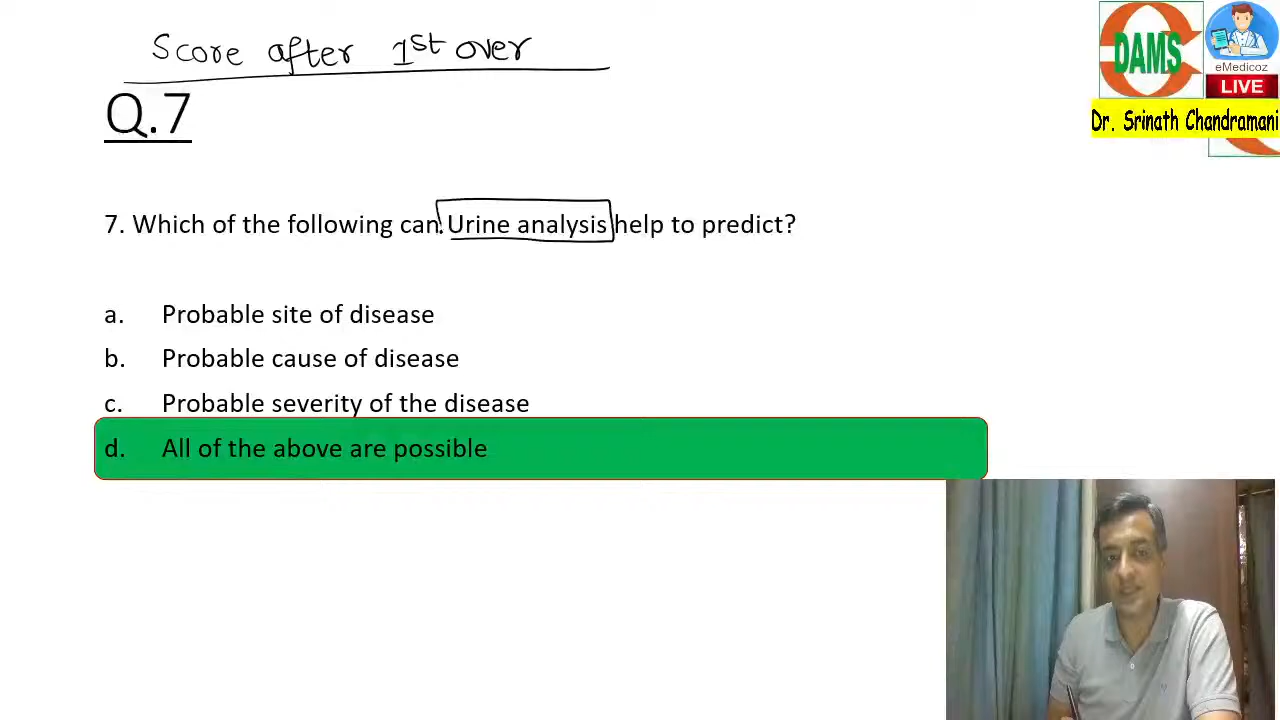 Score after 1st over
DAMS
eMedicoz
LIVE
Dr. Srinath Chandramani
Q.7
7. Which of the following can Urine analysis help to predict?
a. Probable site of disease
b. Probable cause of disease
c. Probable severity of the disease
d. All of the above are possible